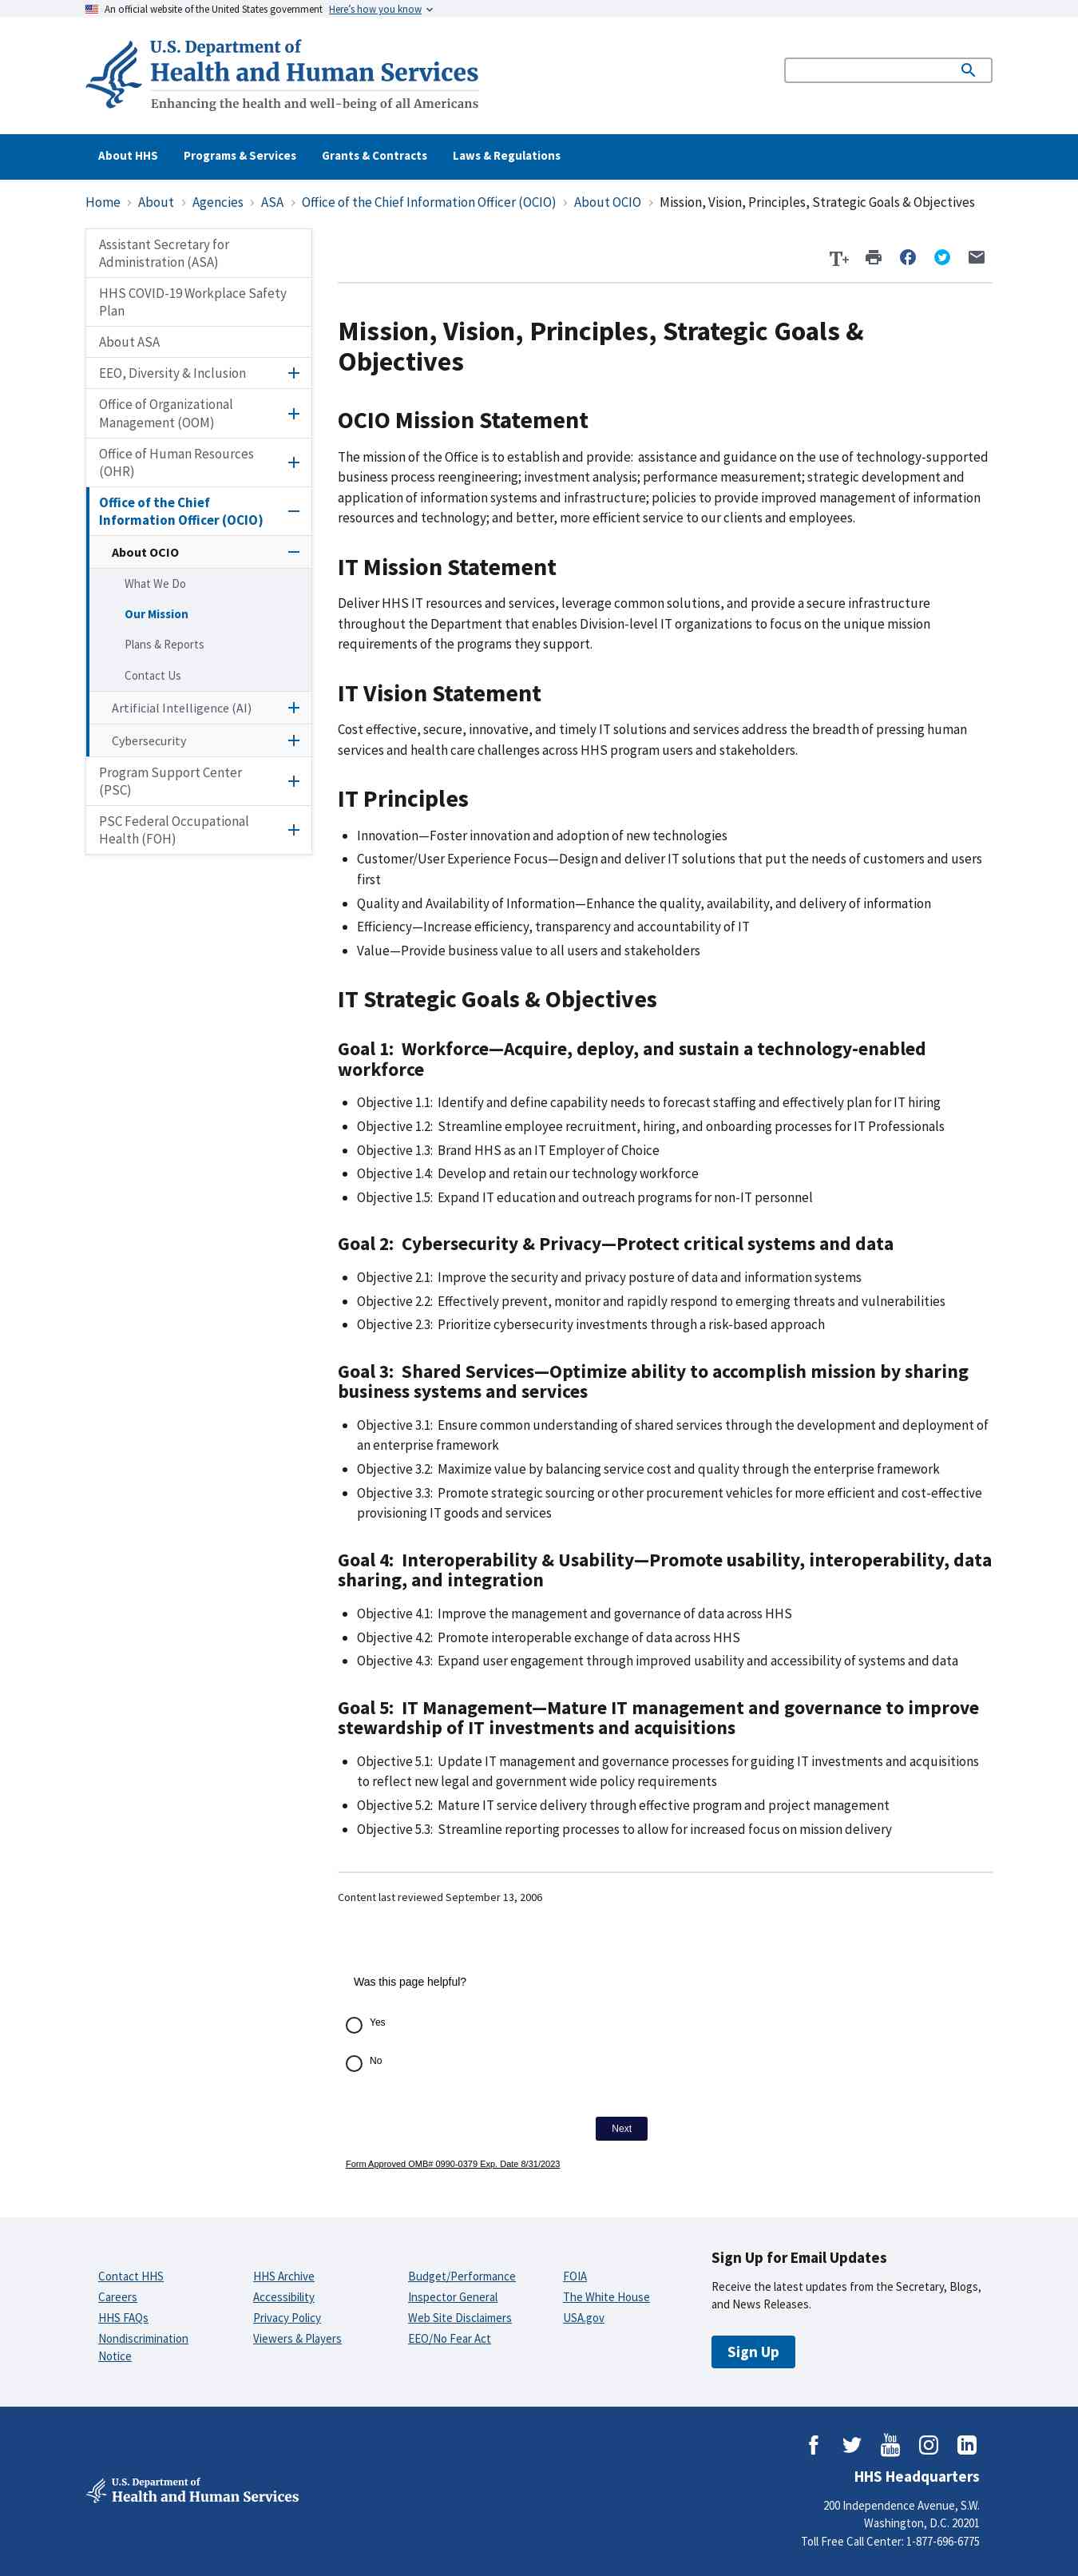 An official website of the United States government Here's how you know
U.S. Department of
Health and Human Services
Enhancing the health and well-being of all Americans
About HHS Programs & Services Grants & Contracts Laws & Regulations
Home > About > Agencies > ASA > Office of the Chief Information Officer (OCIO) > About OCIO > Mission, Vision, Principles, Strategic Goals & Objectives
Assistant Secretary for
Administration (ASA)
HHS COVID-19 Workplace Safety
Plan
About ASA
EEO, Diversity & Inclusion
Office of Organizational
Management (OOM)
Office of Human Resources
(OHR)
Office of the Chief
Information Officer (OCIO)
About OCIO
What We Do
Our Mission
Plans & Reports
Contact Us
Artificial Intelligence (AI)
Cybersecurity
Program Support Center
(PSC)
PSC Federal Occupational
Health (FOH)
T+
Mission, Vision, Principles, Strategic Goals &
Objectives
OCIO Mission Statement
The mission of the Office is to establish and provide: assistance and guidance on the use of technology-supported
business process reengineering; investment analysis; performance measurement; strategic development and
application of information systems and infrastructure; policies to provide improved management of information
resources and technology; and better, more efficient service to our clients and employees.
IT Mission Statement
Deliver HHS IT resources and services, leverage common solutions, and provide a secure infrastructure
throughout the Department that enables Division-level IT organizations to focus on the unique mission
requirements of the programs they support.
IT Vision Statement
Cost effective, secure, innovative, and timely IT solutions and services address the breadth of pressing human
services and health care challenges across HHS program users and stakeholders.
IT Principles
• Innovation—Foster innovation and adoption of new technologies
• Customer/User Experience Focus—Design and deliver IT solutions that put the needs of customers and users
first
• Quality and Availability of Information—Enhance the quality, availability, and delivery of information
• Efficiency—Increase efficiency, transparency and accountability of IT
• Value—Provide business value to all users and stakeholders
IT Strategic Goals & Objectives
Goal 1: Workforce—Acquire, deploy, and sustain a technology-enabled
workforce
• Objective 1.1: Identify and define capability needs to forecast staffing and effectively plan for IT hiring
• Objective 1.2: Streamline employee recruitment, hiring, and onboarding processes for IT Professionals
• Objective 1.3: Brand HHS as an IT Employer of Choice
• Objective 1.4: Develop and retain our technology workforce
• Objective 1.5: Expand IT education and outreach programs for non-IT personnel
Goal 2: Cybersecurity & Privacy—Protect critical systems and data
• Objective 2.1: Improve the security and privacy posture of data and information systems
• Objective 2.2: Effectively prevent, monitor and rapidly respond to emerging threats and vulnerabilities
• Objective 2.3: Prioritize cybersecurity investments through a risk-based approach
Goal 3: Shared Services—Optimize ability to accomplish mission by sharing
business systems and services
• Objective 3.1: Ensure common understanding of shared services through the development and deployment of
an enterprise framework
• Objective 3.2: Maximize value by balancing service cost and quality through the enterprise framework
• Objective 3.3: Promote strategic sourcing or other procurement vehicles for more efficient and cost-effective
provisioning IT goods and services
Goal 4: Interoperability & Usability—Promote usability, interoperability, data
sharing, and integration
• Objective 4.1: Improve the management and governance of data across HHS
• Objective 4.2: Promote interoperable exchange of data across HHS
• Objective 4.3: Expand user engagement through improved usability and accessibility of systems and data
Goal 5: IT Management—Mature IT management and governance to improve
stewardship of IT investments and acquisitions
• Objective 5.1: Update IT management and governance processes for guiding IT investments and acquisitions
to reflect new legal and government wide policy requirements
• Objective 5.2: Mature IT service delivery through effective program and project management
• Objective 5.3: Streamline reporting processes to allow for increased focus on mission delivery
Content last reviewed September 13, 2006
Was this page helpful?
Yes
No
Next
Form Approved OMB# 0990-0379 Exp. Date 8/31/2023
Contact HHS
Careers
HHS FAQs
Nondiscrimination
Notice
HHS Archive
Accessibility
Privacy Policy
Viewers & Players
Budget/Performance
Inspector General
Web Site Disclaimers
EEO/No Fear Act
FOIA
The White House
USA.gov
Sign Up for Email Updates
Receive the latest updates from the Secretary, Blogs,
and News Releases.
Sign Up
U.S. Department of
Health and Human Services
You Tube
HHS Headquarters
200 Independence Avenue, S.W.
Washington, D.C. 20201
Toll Free Call Center: 1-877-696-6775